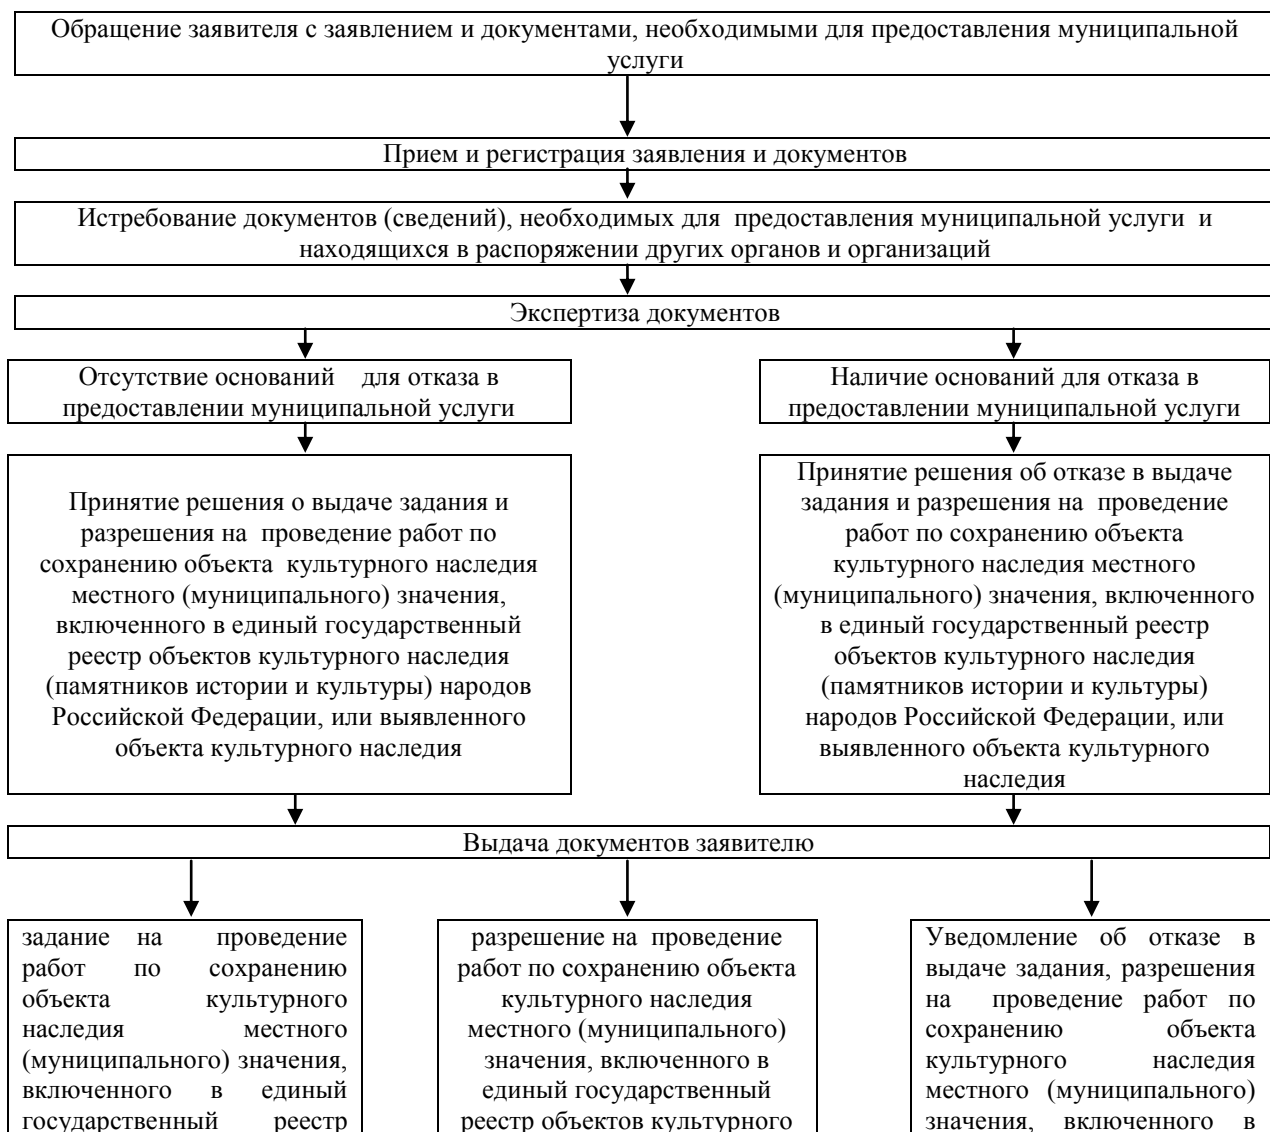 Обращение заявителя с заявлением и документами, необходимыми для предоставления муниципальной
услуги
Прием и регистрация заявления и документов
Истребование документов (сведений), необходимых для предоставления муниципальной услуги и
находящихся в распоряжении других органов и организаций
Экспертиза документов
Отсутствие оснований для отказа в
предоставлении муниципальной услуги
Наличие оснований для отказа в
предоставлении муниципальной услуги
Принятие решения о выдаче задания и
разрешения на проведение работ по
сохранению объекта культурного наследия
местного (муниципального) значения,
включенного в единый государственный
реестр объектов культурного наследия
(памятников истории и культуры) народов
Российской Федерации, или выявленного
объекта культурного наследия
Принятие решения об отказе в выдаче
задания и разрешения на проведение
работ по сохранению объекта
культурного наследия местного
(муниципального) значения, включенного
в единый государственный реестр
объектов культурного наследия
(памятников истории и культуры)
народов Российской Федерации, или
выявленного объекта культурного
наследия
Выдача документов заявителю
задание на проведение
работ по сохранению
объекта культурного
наследия местного
(муниципального) значения,
включенного в единый
государственный реестр
разрешение на проведение
работ по сохранению объекта
культурного наследия
местного (муниципального)
значения, включенного в
единый государственный
реестр объектов культурного
Уведомление об отказе в
выдаче задания, разрешения
на проведение работ по
сохранению объекта
культурного наследия
местного (муниципального)
значения, включенного в